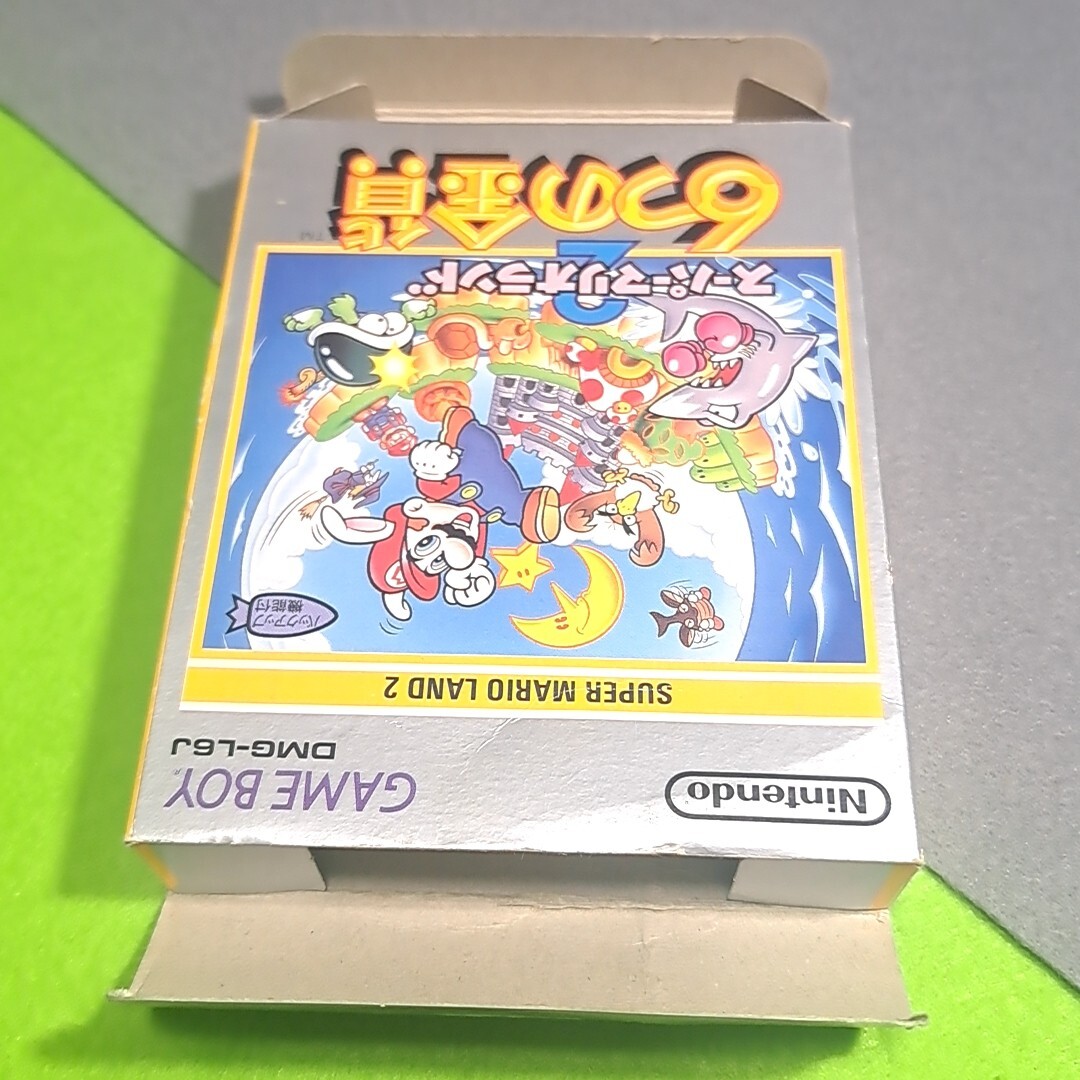 Nintendo
GAME BOY
DMG-L6J
SUPER MARIO LAND 2
バックアップ
機能付
スーパーマリオランド
2
6つの金貨
TM